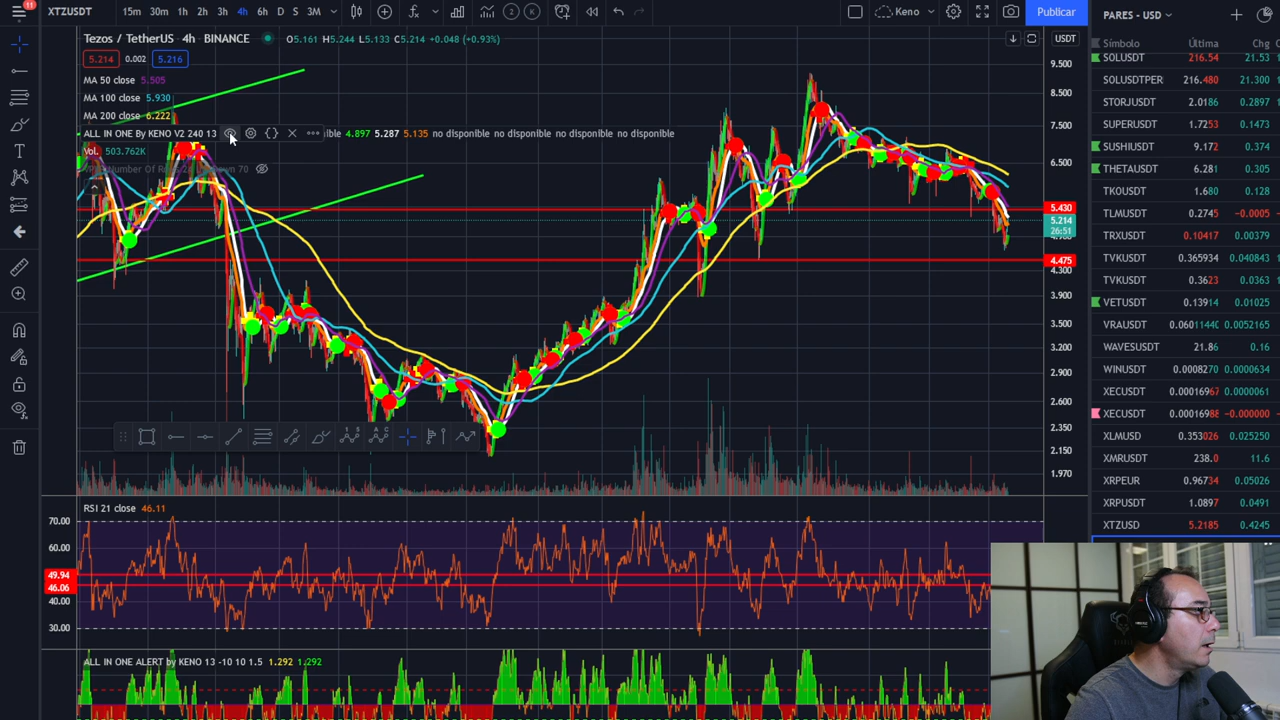 11
XTZUSDT
15m 30m 1h 2h 3h 4h 6h D S 3M
2 K
Keno
Publicar
PARES - USD
Tezos / TetherUS · 4h · BINANCE
O5.161 H5.244 L5.133 C5.214 +0.048 (+0.93%)
USDT
5.214 0.002 5.216
MA 50 close 5.505
MA 100 close 5.930
MA 200 close 6.222
ALL IN ONE By KENO V2 240 13
4.897 5.287 5.135 no disponible no disponible no disponible no disponible
Vol. 503.762K
70
9.500
8.500
7.500
6.500
5.430
5.214
26:51
4.475
4.300
3.900
3.500
3.200
2.900
2.600
2.350
2.150
1.970
RSI 21 close 46.11
70.00
60.00
49.94
46.06
40.00
30.00
ALL IN ONE ALERT by KENO 13 -10 10 1.5 1.292 1.292
Símbolo Última Chg
SOLUSDT 216.54 21.53
SOLUSDTPER 216.480 21.300
STORJUSDT 2.0186 0.2897
SUPERUSDT 1.7253 0.1473
SUSHIUSDT 9.172 0.374
THETAUSDT 6.281 0.305
TKOUSDT 1.680 0.128
TLMUSDT 0.2745 -0.0005
TRXUSDT 0.10417 0.00379
TVKUSDT 0.365934 0.040843
TVKUSDT 0.3623 0.0363
VETUSDT 0.13914 0.01025
VRAUSDT 0.0601144 0.0052165
WAVESUSDT 21.86 0.16
WINUSDT 0.0008270 0.0000634
XECUSDT 0.00016967 0.0000061
XECUSDT 0.00016988 -0.000000
XLMUSD 0.353026 0.025250
XMRUSDT 238.0 11.6
XRPEUR 0.96734 0.05026
XRPUSDT 1.0897 0.0491
XTZUSD 5.2185 0.4245